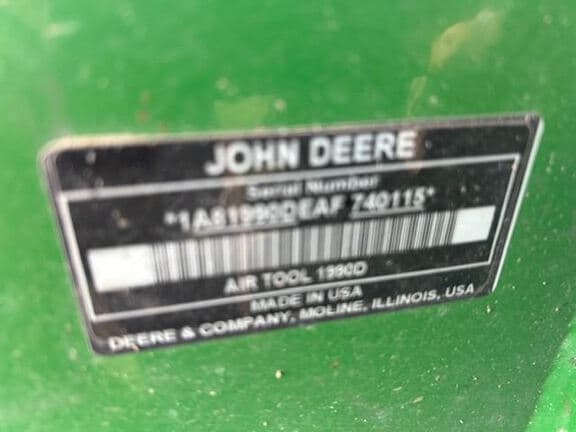 JOHN DEERE
Serial Number
*1A81990DEAF 740115*
AIR TOOL 1990D
MADE IN USA
DEERE & COMPANY, MOLINE, ILLINOIS, USA